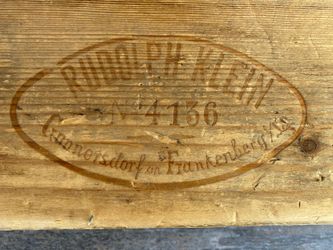 RUDOLPH KLEIN
No 4136
Gunnersdorf
Frankenberg